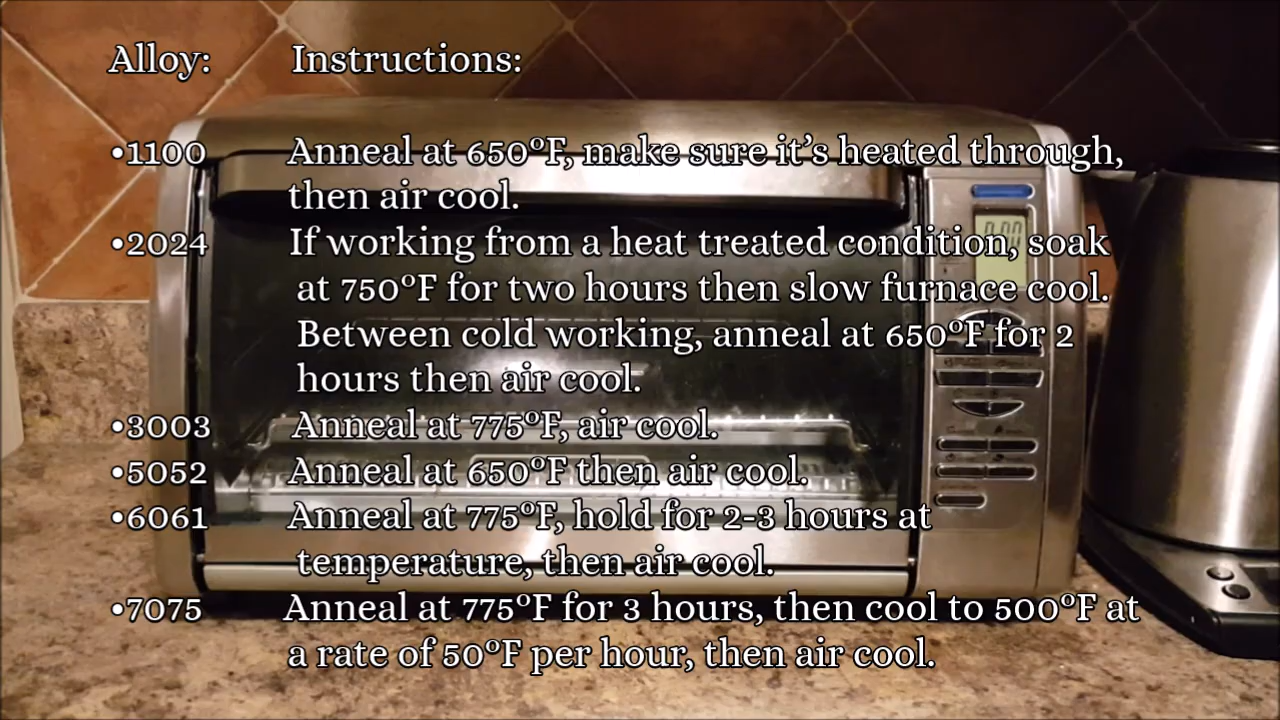 Alloy: Instructions:
•1100 Anneal at 650°F, make sure it's heated through,
then air cool.
•2024 If working from a heat treated condition, soak
at 750°F for two hours then slow furnace cool.
Between cold working, anneal at 650°F for 2
hours then air cool.
•3003 Anneal at 775°F, air cool.
•5052 Anneal at 650°F then air cool.
•6061 Anneal at 775°F, hold for 2-3 hours at
temperature, then air cool.
•7075 Anneal at 775°F for 3 hours, then cool to 500°F at
a rate of 50°F per hour, then air cool.